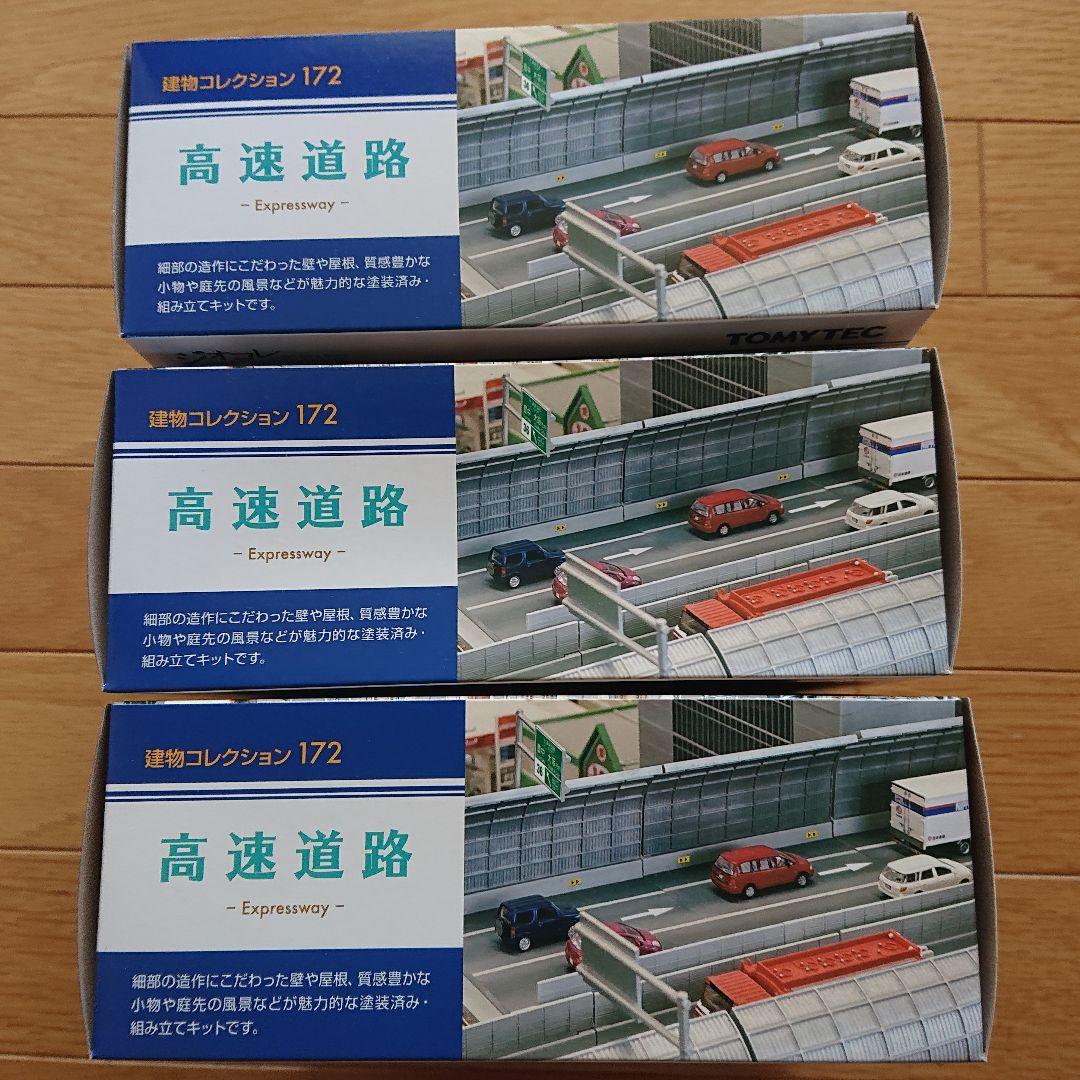 建物コレクション 172
高速道路
– Expressway –
細部の造作にこだわった壁や屋根、質感豊かな
小物や庭先の風景などが魅力的な塗装済み・
組み立てキットです。
ジオコレ
TOMYTEC
建物コレクション 172
高速道路
– Expressway –
細部の造作にこだわった壁や屋根、質感豊かな
小物や庭先の風景などが魅力的な塗装済み・
組み立てキットです。
36
建物コレクション 172
高速道路
– Expressway –
細部の造作にこだわった壁や屋根、質感豊かな
小物や庭先の風景などが魅力的な塗装済み・
組み立てキットです。
36